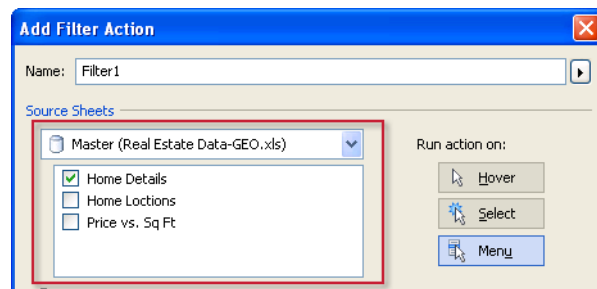 Add Filter Action
Name: Filter1
Source Sheets
Master (Real Estate Data-GEO.xls)
Run action on:
Home Details
Home Loctions
Price vs. Sq Ft
Hover
Select
Menu